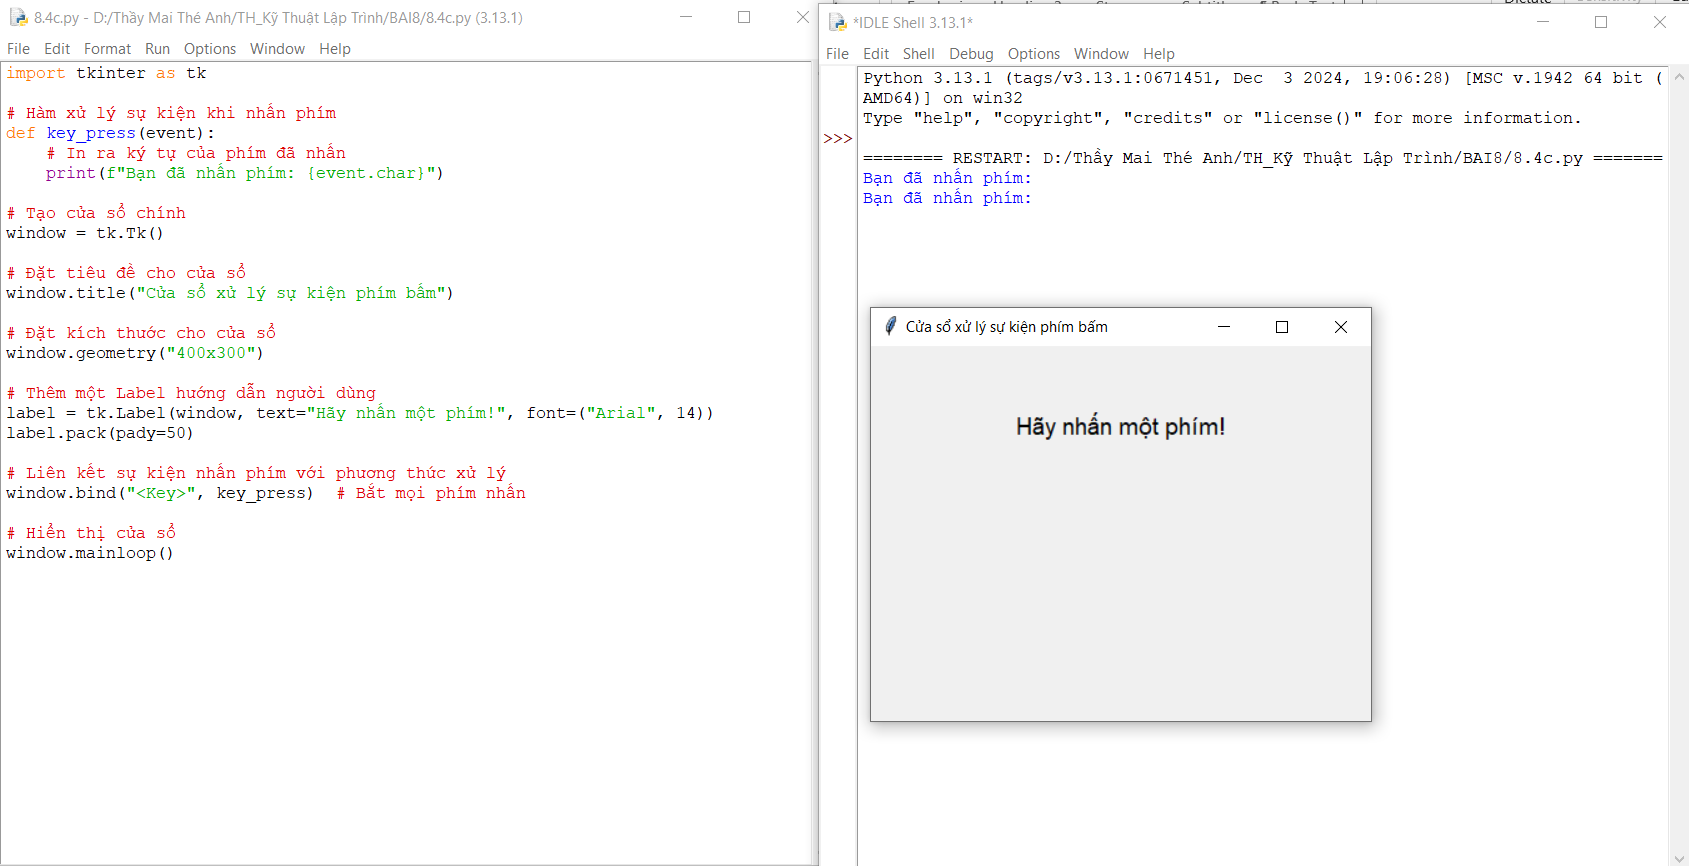 8.4c.py - D:/Thầy Mai Thé Anh/TH_Kỹ Thuật Lập Trình/BAI8/8.4c.py (3.13.1)
File Edit Format Run Options Window Help
import tkinter as tk
# Hàm xử lý sự kiện khi nhấn phím
def key_press(event):
    # In ra ký tự của phím đã nhấn
    print(f"Bạn đã nhấn phím: {event.char}")
# Tạo cửa sổ chính
window = tk.Tk()
# Đặt tiêu đề cho cửa sổ
window.title("Cửa sổ xử lý sự kiện phím bấm")
# Đặt kích thước cho cửa sổ
window.geometry("400x300")
# Thêm một Label hướng dẫn người dùng
label = tk.Label(window, text="Hãy nhấn một phím!", font=("Arial", 14))
label.pack(pady=50)
# Liên kết sự kiện nhấn phím với phương thức xử lý
window.bind("<Key>", key_press)  # Bắt mọi phím nhấn
# Hiển thị cửa sổ
window.mainloop()
*IDLE Shell 3.13.1*
File Edit Shell Debug Options Window Help
Python 3.13.1 (tags/v3.13.1:0671451, Dec  3 2024, 19:06:28) [MSC v.1942 64 bit (
AMD64)] on win32
Type "help", "copyright", "credits" or "license()" for more information.
>>>
======== RESTART: D:/Thầy Mai Thé Anh/TH_Kỹ Thuật Lập Trình/BAI8/8.4c.py =======
Bạn đã nhấn phím:
Bạn đã nhấn phím:
Cửa sổ xử lý sự kiện phím bấm
Hãy nhấn một phím!